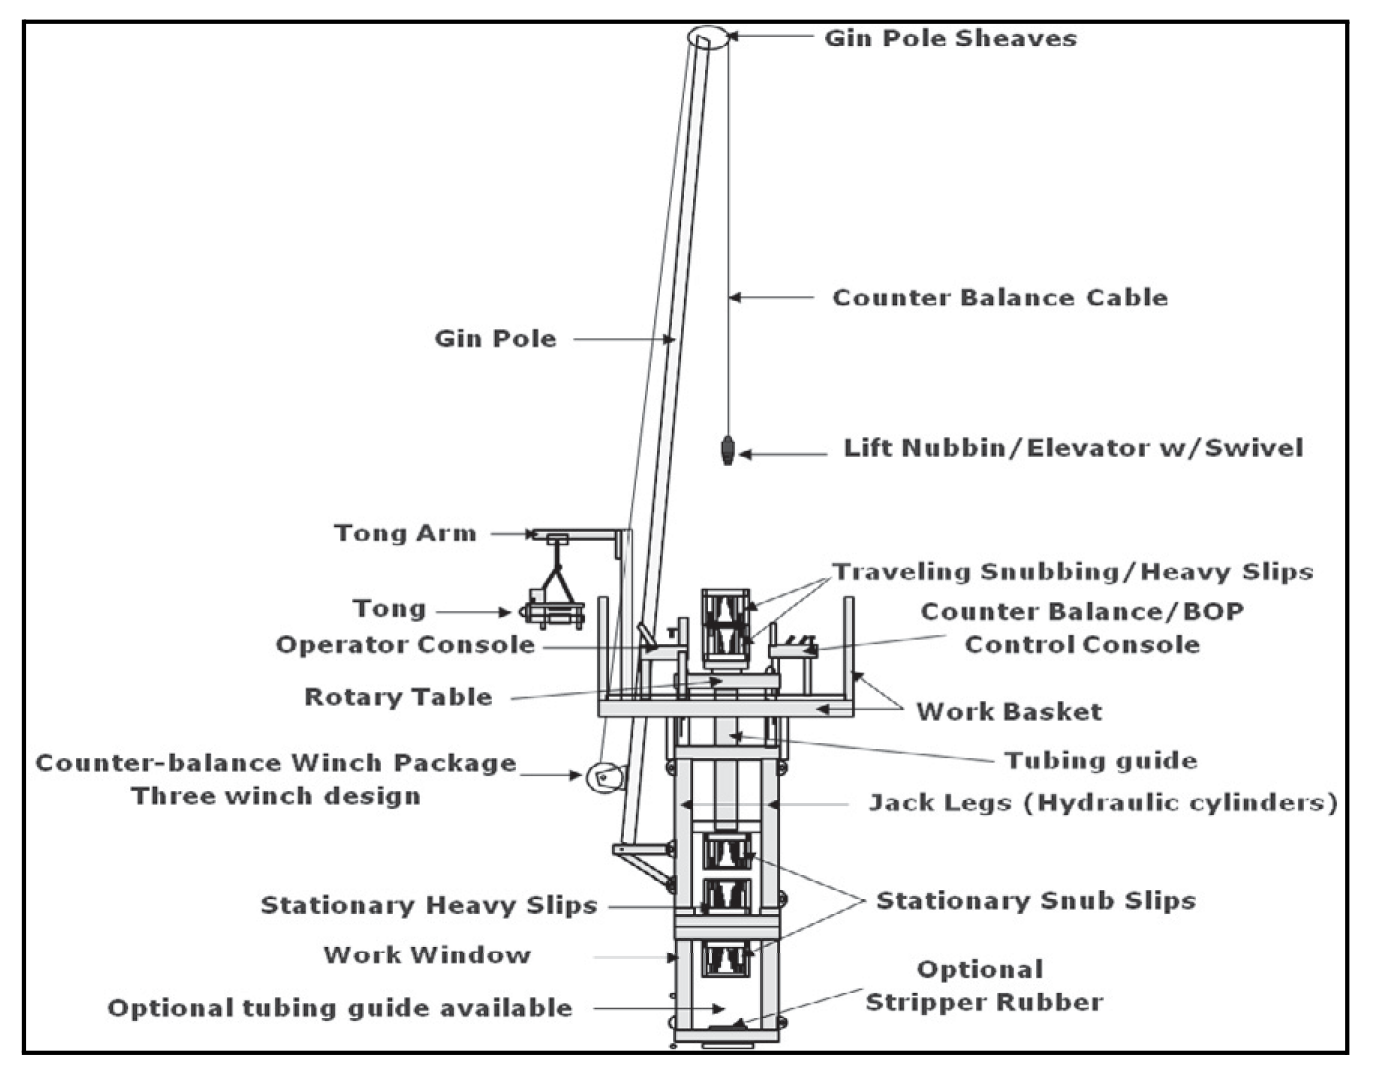 Gin Pole Sheaves
Counter Balance Cable
Gin Pole
Lift Nubbin/Elevator w/Swivel
Tong Arm
Traveling Snubbing/Heavy Slips
Tong
Counter Balance/BOP
Control Console
Operator Console
Rotary Table
Work Basket
Counter-balance Winch Package
Three winch design
Tubing guide
Jack Legs (Hydraulic cylinders)
Stationary Heavy Slips
Stationary Snub Slips
Work Window
Optional
Stripper Rubber
Optional tubing guide available